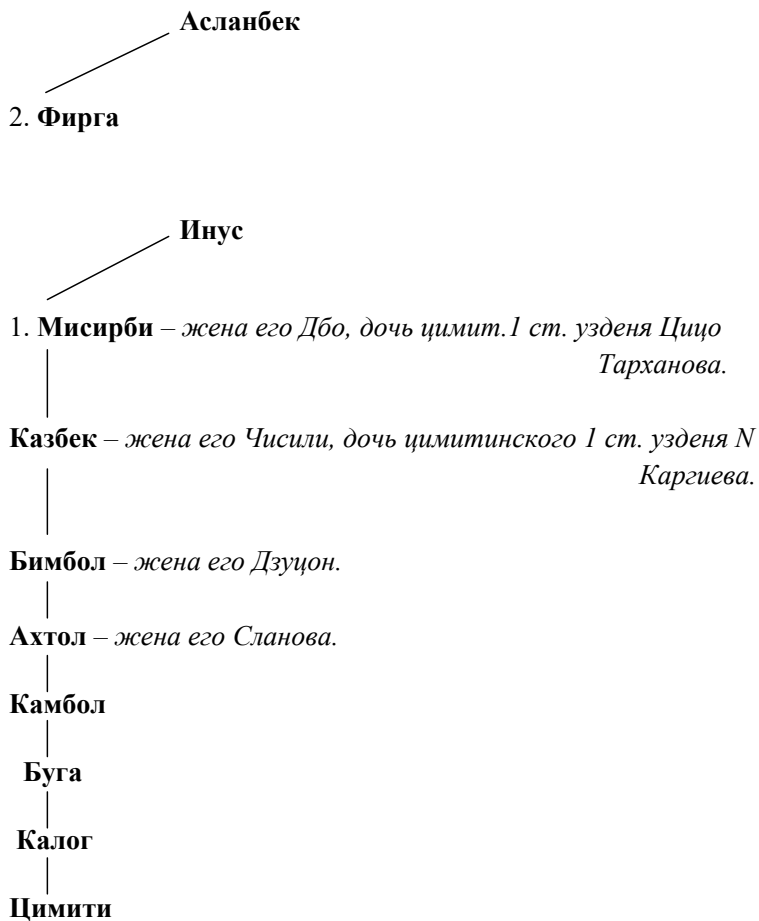 Асланбек
2. Фирга
Инус
1. Мисирби – жена его Дбо, дочь цимит.1 ст. узденя Цицо
Тарханова.
Казбек – жена его Чисили, дочь цимитинского 1 ст. узденя N
Каргиева.
Бимбол – жена его Дзуцон.
Ахтол – жена его Сланова.
Камбол
Буга
Калог
Цимити